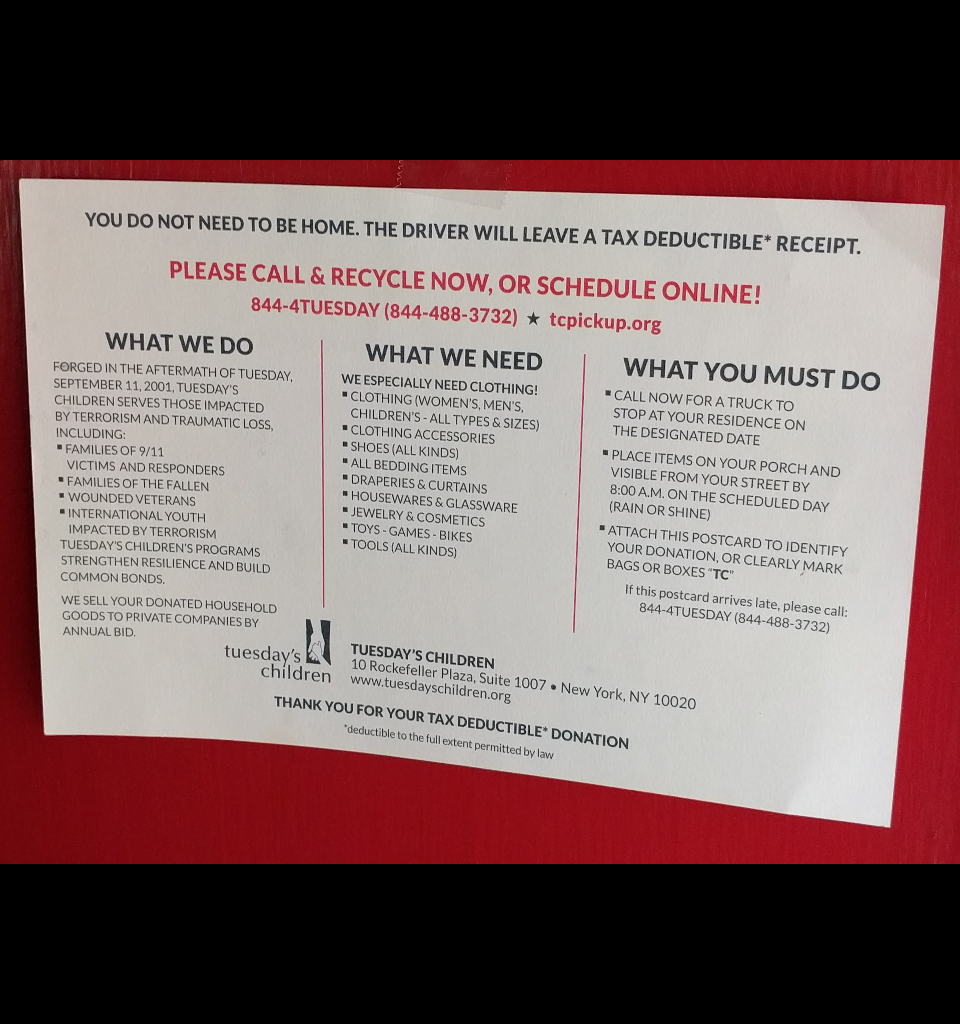 YOU DO NOT NEED TO BE HOME. THE DRIVER WILL LEAVE A TAX DEDUCTIBLE* RECEIPT.
PLEASE CALL & RECYCLE NOW, OR SCHEDULE ONLINE!
844-4TUESDAY (844-488-3732) ★ tcpickup.org
WHAT WE DO
FORGED IN THE AFTERMATH OF TUESDAY,
SEPTEMBER 11, 2001, TUESDAY'S
CHILDREN SERVES THOSE IMPACTED
BY TERRORISM AND TRAUMATIC LOSS,
INCLUDING:
▪ FAMILIES OF 9/11
VICTIMS AND RESPONDERS
▪ FAMILIES OF THE FALLEN
▪ WOUNDED VETERANS
▪ INTERNATIONAL YOUTH
IMPACTED BY TERRORISM
TUESDAY'S CHILDREN'S PROGRAMS
STRENGTHEN RESILIENCE AND BUILD
COMMON BONDS.
WE SELL YOUR DONATED HOUSEHOLD
GOODS TO PRIVATE COMPANIES BY
ANNUAL BID.
WHAT WE NEED
WE ESPECIALLY NEED CLOTHING!
▪ CLOTHING (WOMEN'S, MEN'S,
CHILDREN'S - ALL TYPES & SIZES)
▪ CLOTHING ACCESSORIES
▪ SHOES (ALL KINDS)
▪ ALL BEDDING ITEMS
▪ DRAPERIES & CURTAINS
▪ HOUSEWARES & GLASSWARE
▪ JEWELRY & COSMETICS
▪ TOYS - GAMES - BIKES
▪ TOOLS (ALL KINDS)
WHAT YOU MUST DO
▪ CALL NOW FOR A TRUCK TO
STOP AT YOUR RESIDENCE ON
THE DESIGNATED DATE
▪ PLACE ITEMS ON YOUR PORCH AND
VISIBLE FROM YOUR STREET BY
8:00 A.M. ON THE SCHEDULED DAY
(RAIN OR SHINE)
▪ ATTACH THIS POSTCARD TO IDENTIFY
YOUR DONATION, OR CLEARLY MARK
BAGS OR BOXES "TC"
If this postcard arrives late, please call:
844-4TUESDAY (844-488-3732)
tuesday's
children
TUESDAY'S CHILDREN
10 Rockefeller Plaza, Suite 1007 • New York, NY 10020
www.tuesdayschildren.org
THANK YOU FOR YOUR TAX DEDUCTIBLE* DONATION
*deductible to the full extent permitted by law